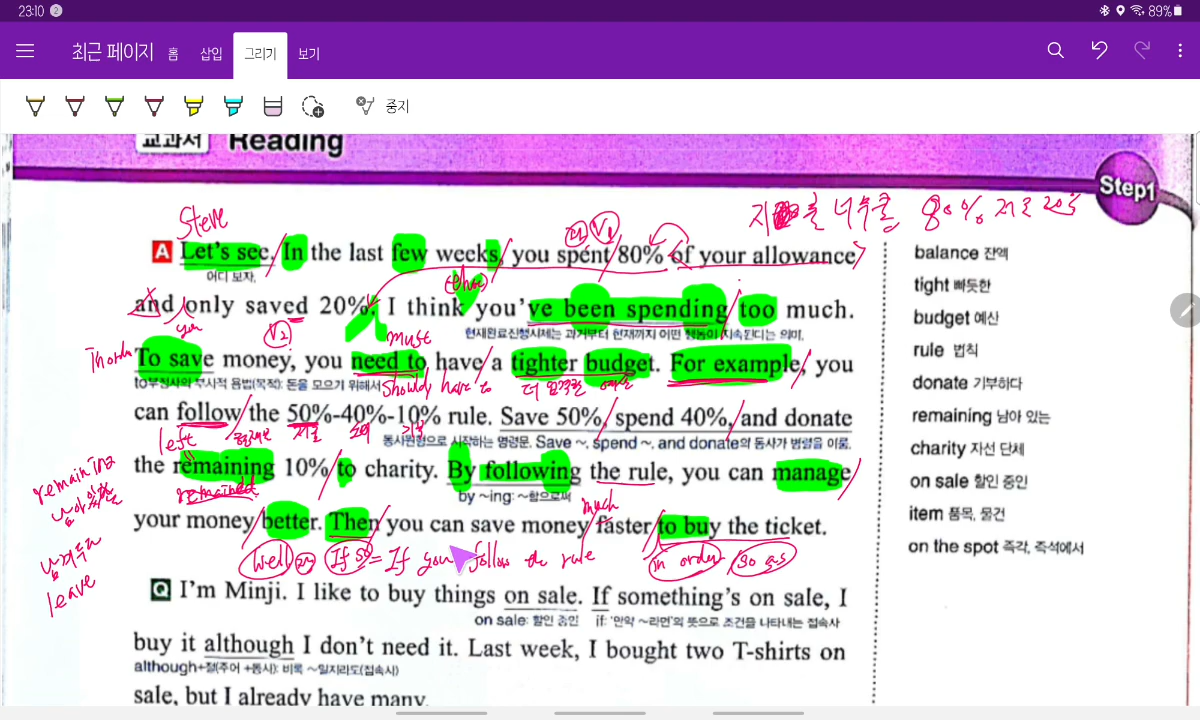 23:10 2 89%
최근 페이지 홈 삽입 그리기 보기
중지
교과서 Reading
Step1
Steve
A Let's see. In the last few weeks, you spent 80% of your allowance
어디 보자.
and only saved 20%. I think you've been spending too much.
you
현재완료진행시제는 과거부터 현재까지 어떤 행동이 지속된다는 의미.
V2 must
To save money, you need to have a tighter budget. For example, you
to부정사의 부사적 용법(목적): 돈을 모으기 위해서 should have to
can follow the 50%-40%-10% rule. Save 50%, spend 40%, and donate
동사원형으로 시작하는 명령문. Save ~, spend ~, and donate의 동사가 병렬을 이룸.
left
the remaining 10% to charity. By following the rule, you can manage
remaining
remained
by ~ing: ~함으로써
much
your money better. Then you can save money faster to buy the ticket.
well If so = If you follow the rule in order so as
leave
Q I'm Minji. I like to buy things on sale. If something's on sale, I
on sale: 할인 중인 if: '만약 ~라면'의 뜻으로 조건을 나타내는 접속사
buy it although I don't need it. Last week, I bought two T-shirts on
although+절(주어+동사): 비록 ~일지라도(접속사)
sale, but I already have many.
balance 잔액
tight 빠듯한
budget 예산
rule 법칙
donate 기부하다
remaining 남아 있는
charity 자선 단체
on sale 할인 중인
item 품목, 물건
on the spot 즉각, 즉석에서